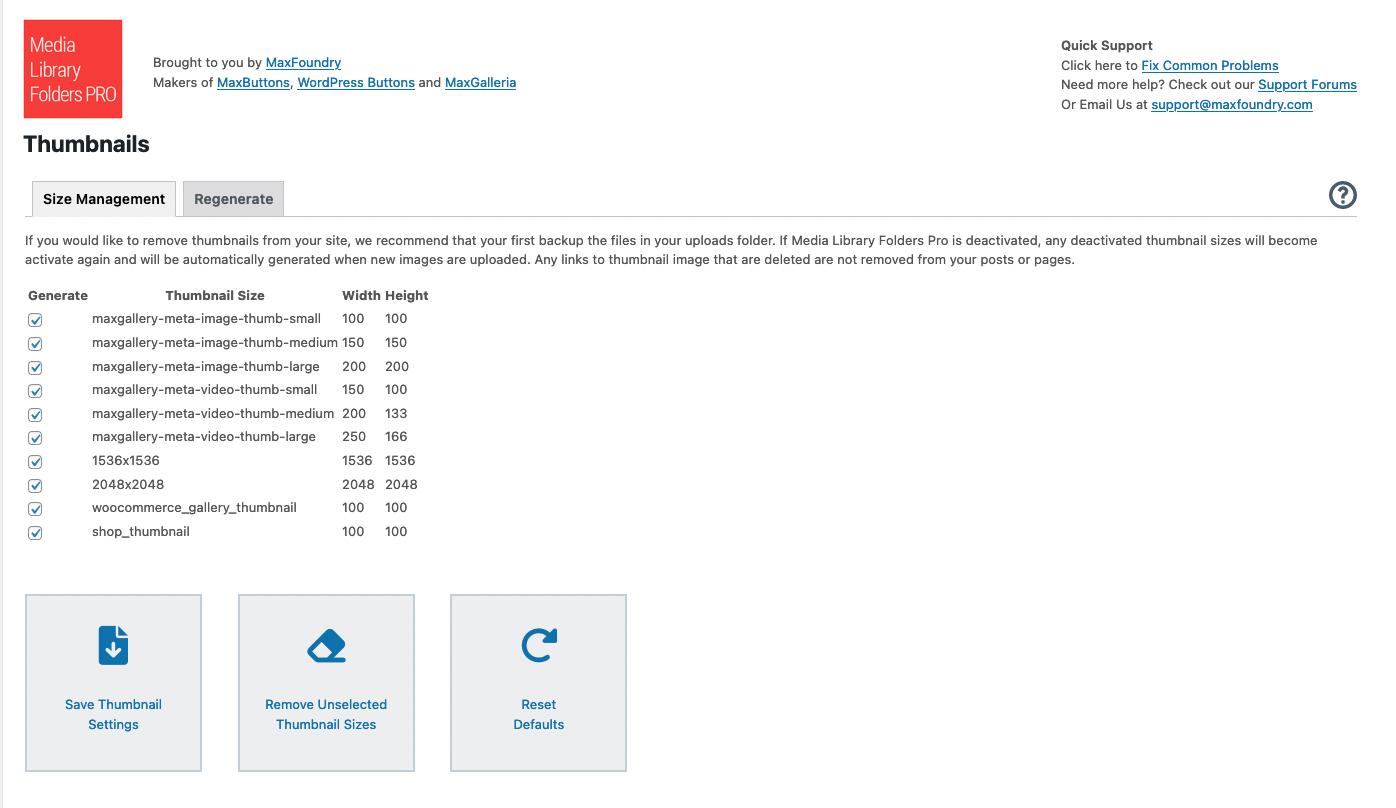 Media
Library
Folders PRO
Brought to you by MaxFoundry
Makers of MaxButtons, WordPress Buttons and MaxGalleria
Quick Support
Click here to Fix Common Problems
Need more help? Check out our Support Forums
Or Email Us at support@maxfoundry.com
Thumbnails
Size Management Regenerate
?
If you would like to remove thumbnails from your site, we recommend that your first backup the files in your uploads folder. If Media Library Folders Pro is deactivated, any deactivated thumbnail sizes will become
activate again and will be automatically generated when new images are uploaded. Any links to thumbnail image that are deleted are not removed from your posts or pages.
Generate Thumbnail Size Width Height
maxgallery-meta-image-thumb-small 100 100
maxgallery-meta-image-thumb-medium 150 150
maxgallery-meta-image-thumb-large 200 200
maxgallery-meta-video-thumb-small 150 100
maxgallery-meta-video-thumb-medium 200 133
maxgallery-meta-video-thumb-large 250 166
1536x1536 1536 1536
2048x2048 2048 2048
woocommerce_gallery_thumbnail 100 100
shop_thumbnail 100 100
Save Thumbnail
Settings
Remove Unselected
Thumbnail Sizes
Reset
Defaults